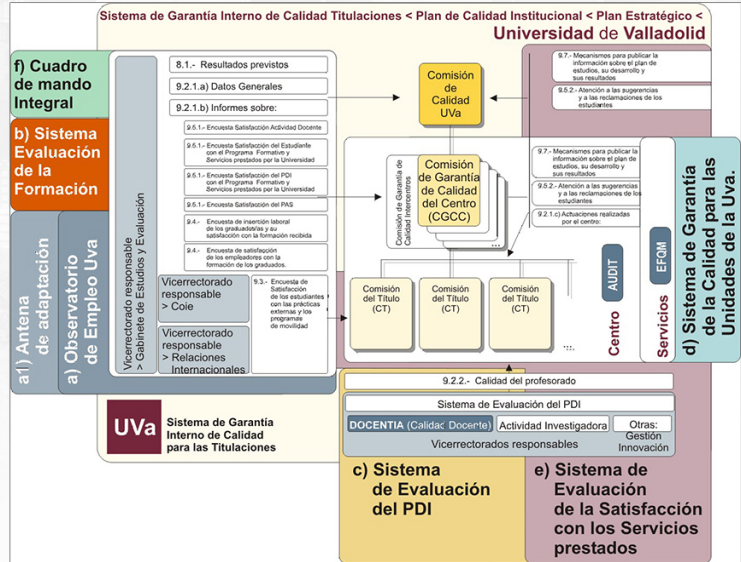 Sistema de Garantía Interno de Calidad Titulaciones < Plan de Calidad Institucional < Plan Estratégico <
Universidad de Valladolid
f) Cuadro
de mando
Integral
b) Sistema
Evaluación
de la
Formación
a1) Antena
de adaptación
a) Observatorio
de Empleo Uva
Vicerrectorado responsable
> Gabinete de Estudios y Evaluación
8.1.- Resultados previstos
9.2.1.a) Datos Generales
9.2.1.b) Informes sobre:
9.5.1.- Encuesta Satisfacción Actividad Docente
9.5.1.- Encuesta Satisfacción del Estudiante
con el Programa Formativo y
Servicios prestados por la Universidad
9.5.1.- Encuesta Satisfacción del PDI
con el Programa Formativo y
Servicios prestados por la Universidad
9.5.1.- Encuesta Satisfacción del PAS
9.4.- Encuesta de inserción laboral
de los graduados/as y su
satisfacción con la formación recibida
9.4.- Encuesta de satisfacción
de los empleadores con la
formación de los graduados.
Vicerrectorado
responsable
> Coie
Vicerrectorado
responsable
> Relaciones
Internacionales
9.3.- Encuesta de
Satisfacción
de los estudiantes
con las prácticas
externas y los
programas
de movilidad
Comisión
de
Calidad
UVa
Comisión de Garantía de
Calidad Intercentros
Comisión
de Garantía
de Calidad
del Centro
(CGCC)
...
Comisión
del Título
(CT)
Comisión
del Título
(CT)
Comisión
del Título
(CT)
....
9.7.- Mecanismos para publicar la
información sobre el plan de
estudios, su desarrollo y
sus resultados
9.5.2.- Atención a las sugerencias
y a las reclamaciones de los
estudiantes
9.7.- Mecanismos para publicar la
información sobre el plan de
estudios, su desarrollo y
sus resultados
9.5.2.- Atención a las sugerencias
y a las reclamaciones de los
estudiantes
9.2.1.c) Actuaciones realizadas
por el centro:
Centro
AUDIT
Servicios
EFQM
d) Sistema de Garantía
de la Calidad para las
Unidades de la Uva.
9.2.2.- Calidad del profesorado
Sistema de Evaluación del PDI
DOCENTIA (Calidad Docente)
Actividad Investigadora
Otras:
Gestión
Innovación
Vicerrectorados responsables
UVa
Sistema de Garantía
Interno de Calidad
para las Titulaciones
c) Sistema
de Evaluación
del PDI
e) Sistema de
Evaluación
de la Satisfacción
con los Servicios
prestados